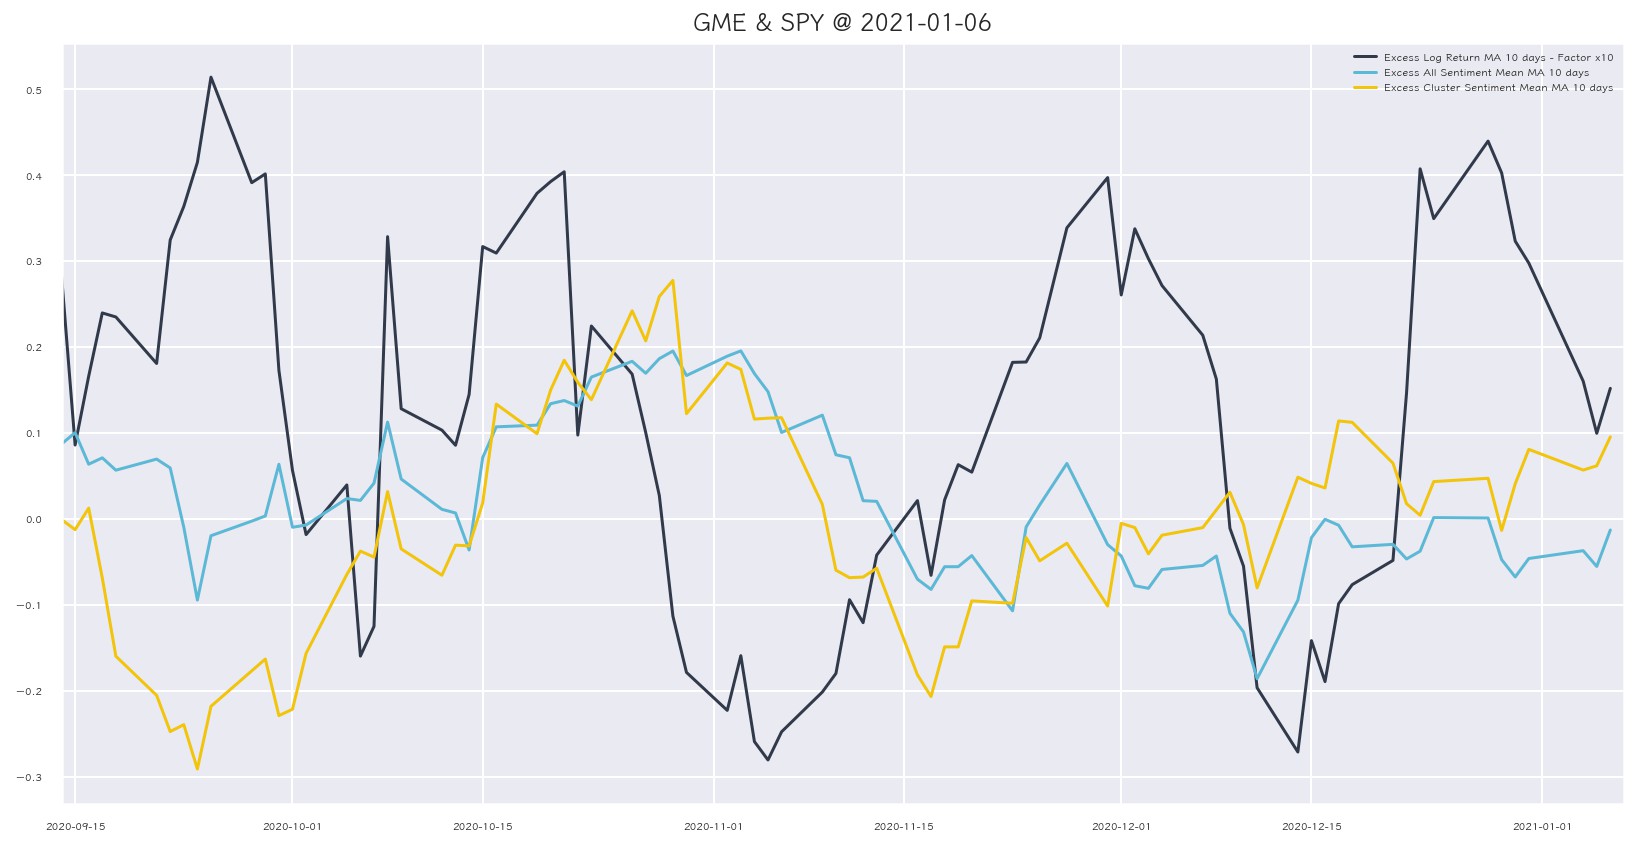 GME & SPY @ 2021-01-06
Excess Log Return MA 10 days - Factor x10
Excess All Sentiment Mean MA 10 days
Excess Cluster Sentiment Mean MA 10 days
0.5
0.4
0.3
0.2
0.1
0.0
−0.1
−0.2
−0.3
2020-09-15 2020-10-01 2020-10-15 2020-11-01 2020-11-15 2020-12-01 2020-12-15 2021-01-01